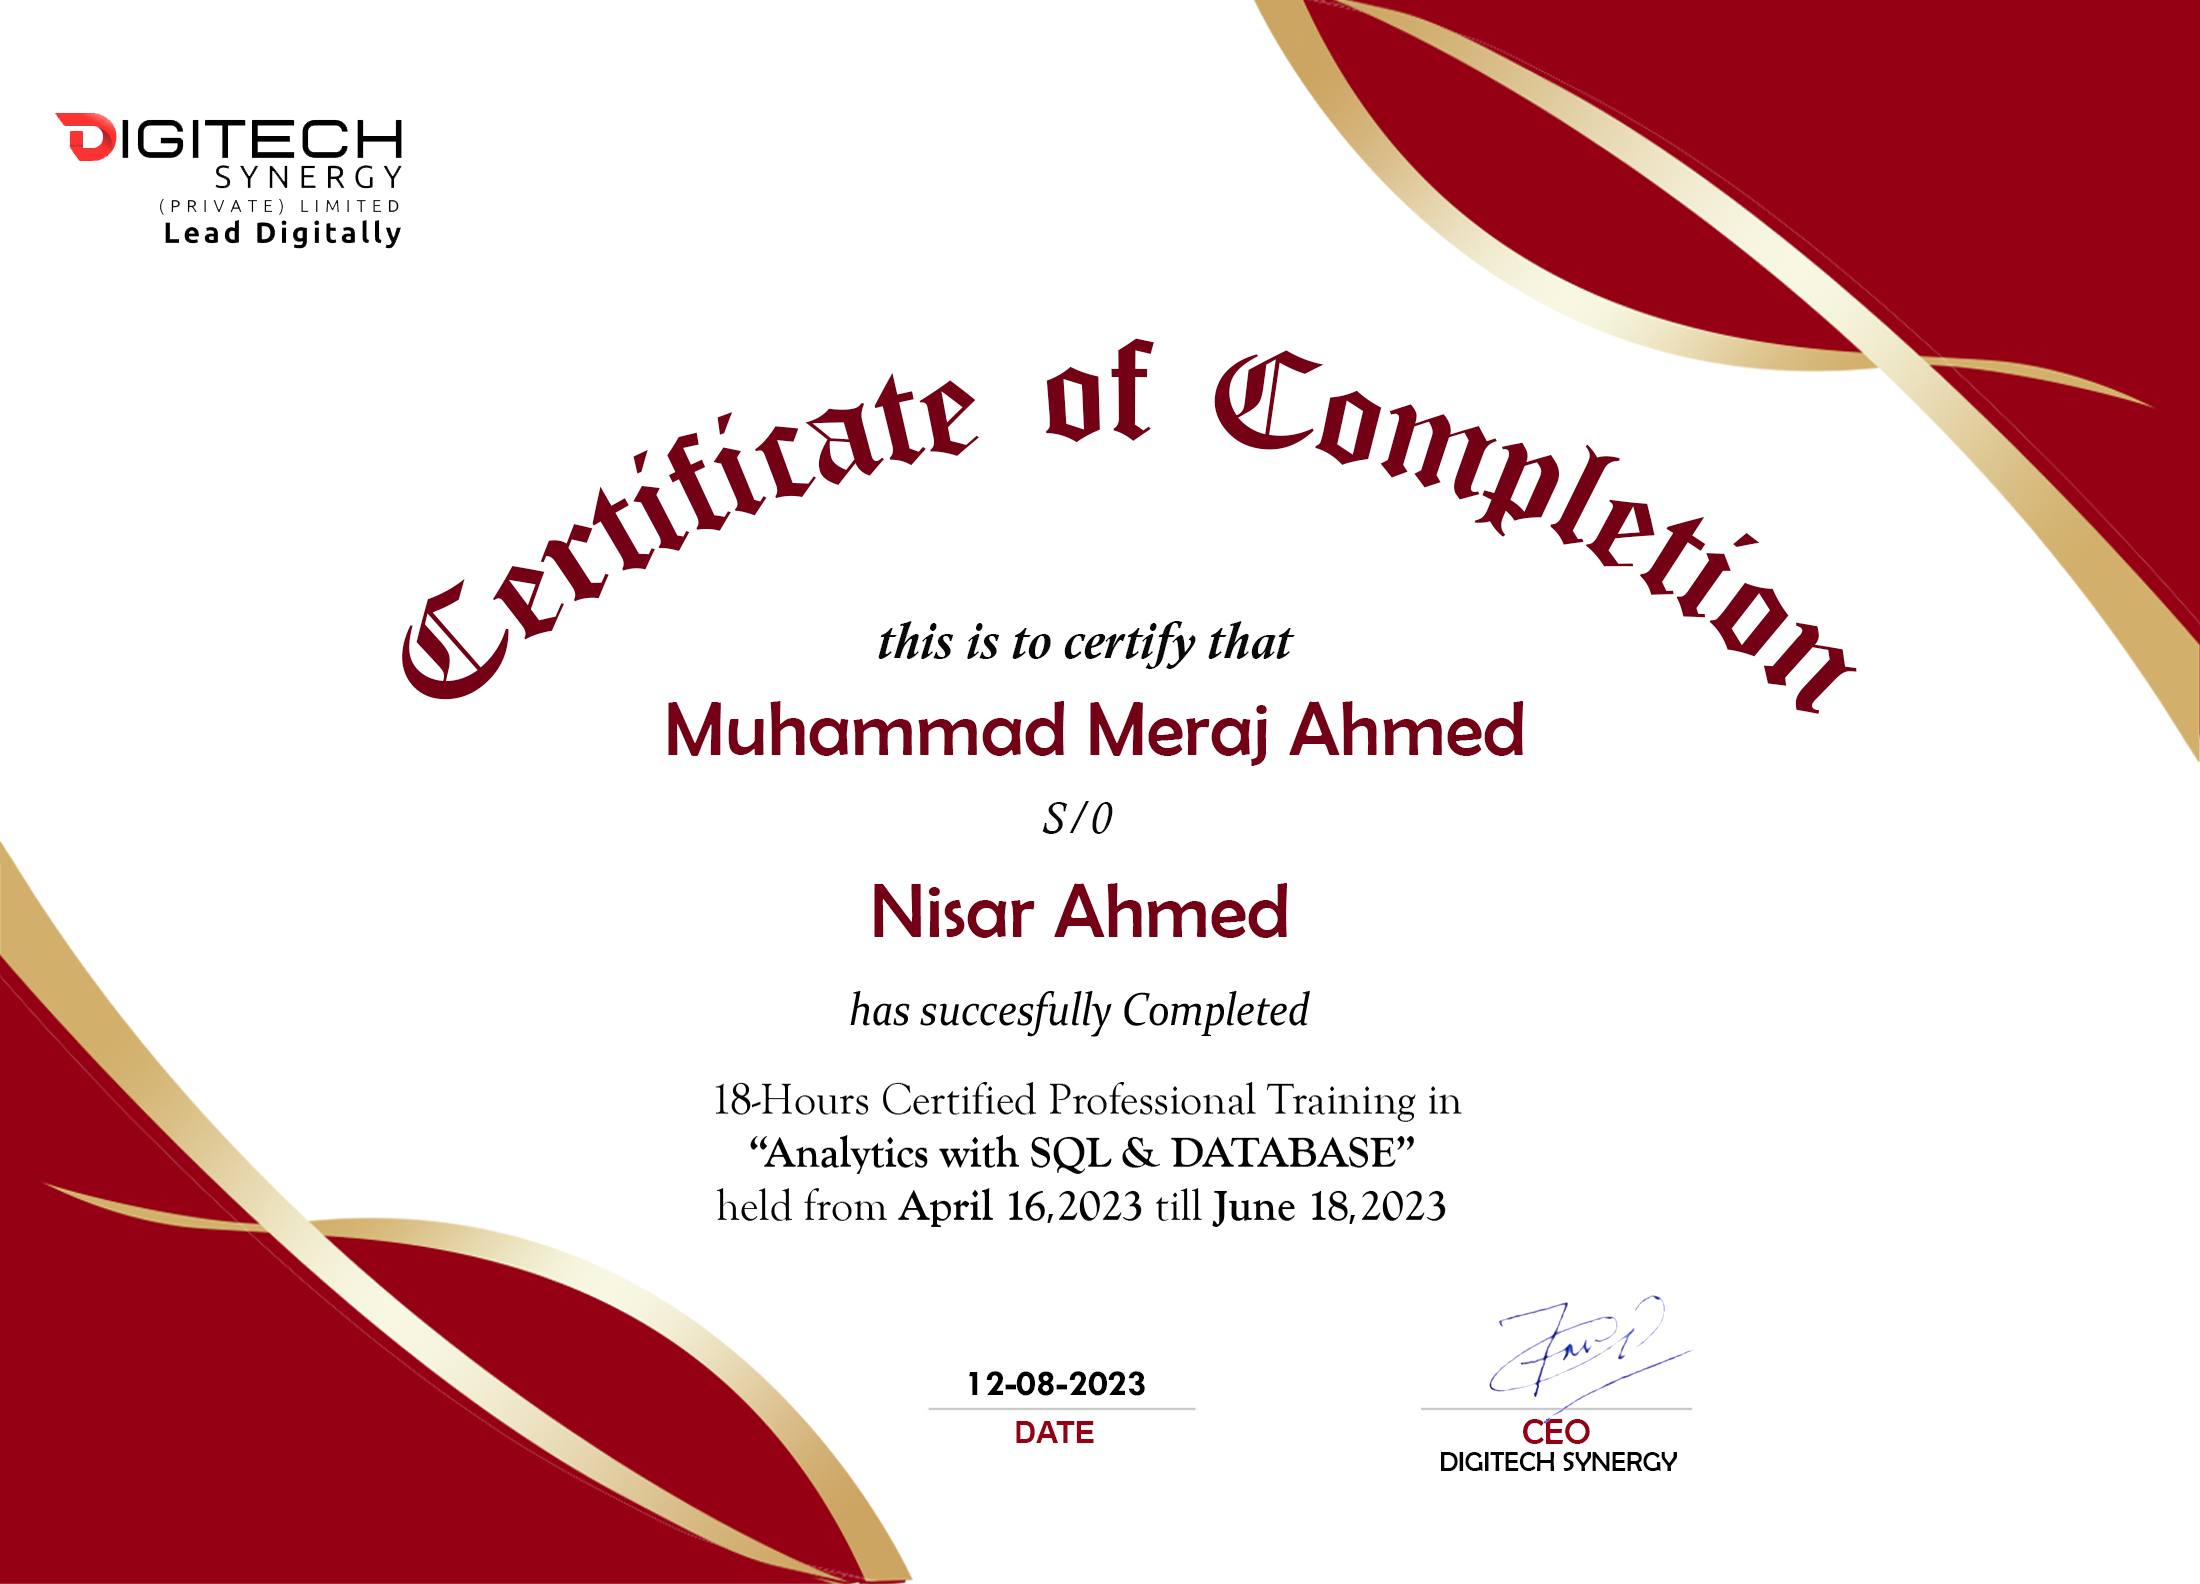 DIGITECH
SYNERGY
(PRIVATE) LIMITED
Lead Digitally
Certificate of Completion
this is to certify that
Muhammad Meraj Ahmed
S/0
Nisar Ahmed
has succesfully Completed
18-Hours Certified Professional Training in
“Analytics with SQL & DATABASE”
held from April 16,2023 till June 18,2023
12-08-2023
DATE
CEO
DIGITECH SYNERGY